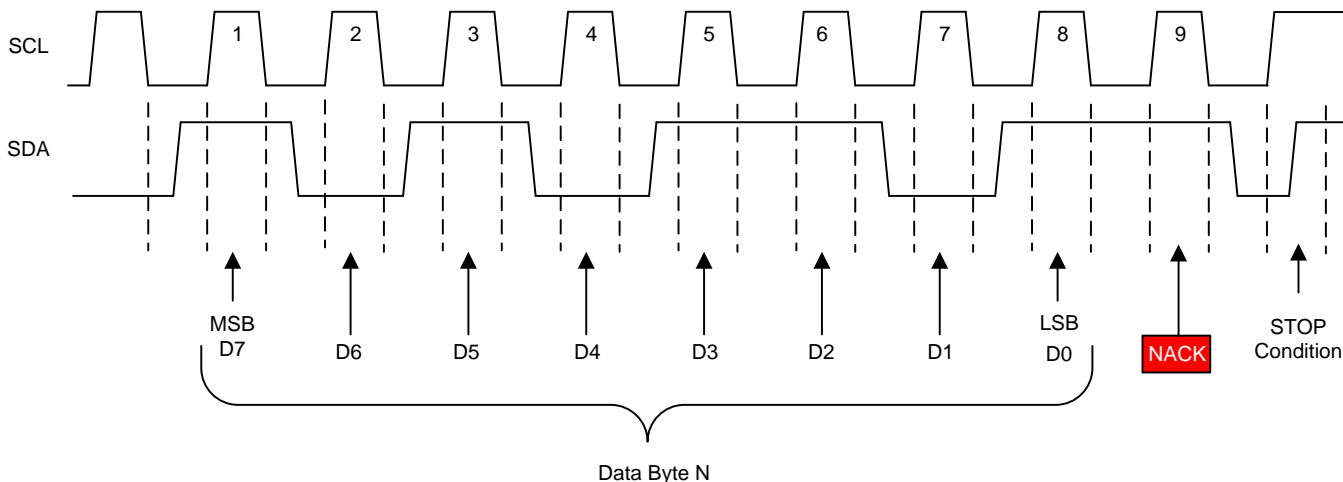 SCL
1 2 3 4 5 6 7 8 9
SDA
MSB
D7
D6
D5
D4
D3
D2
D1
LSB
D0
NACK
STOP
Condition
Data Byte N